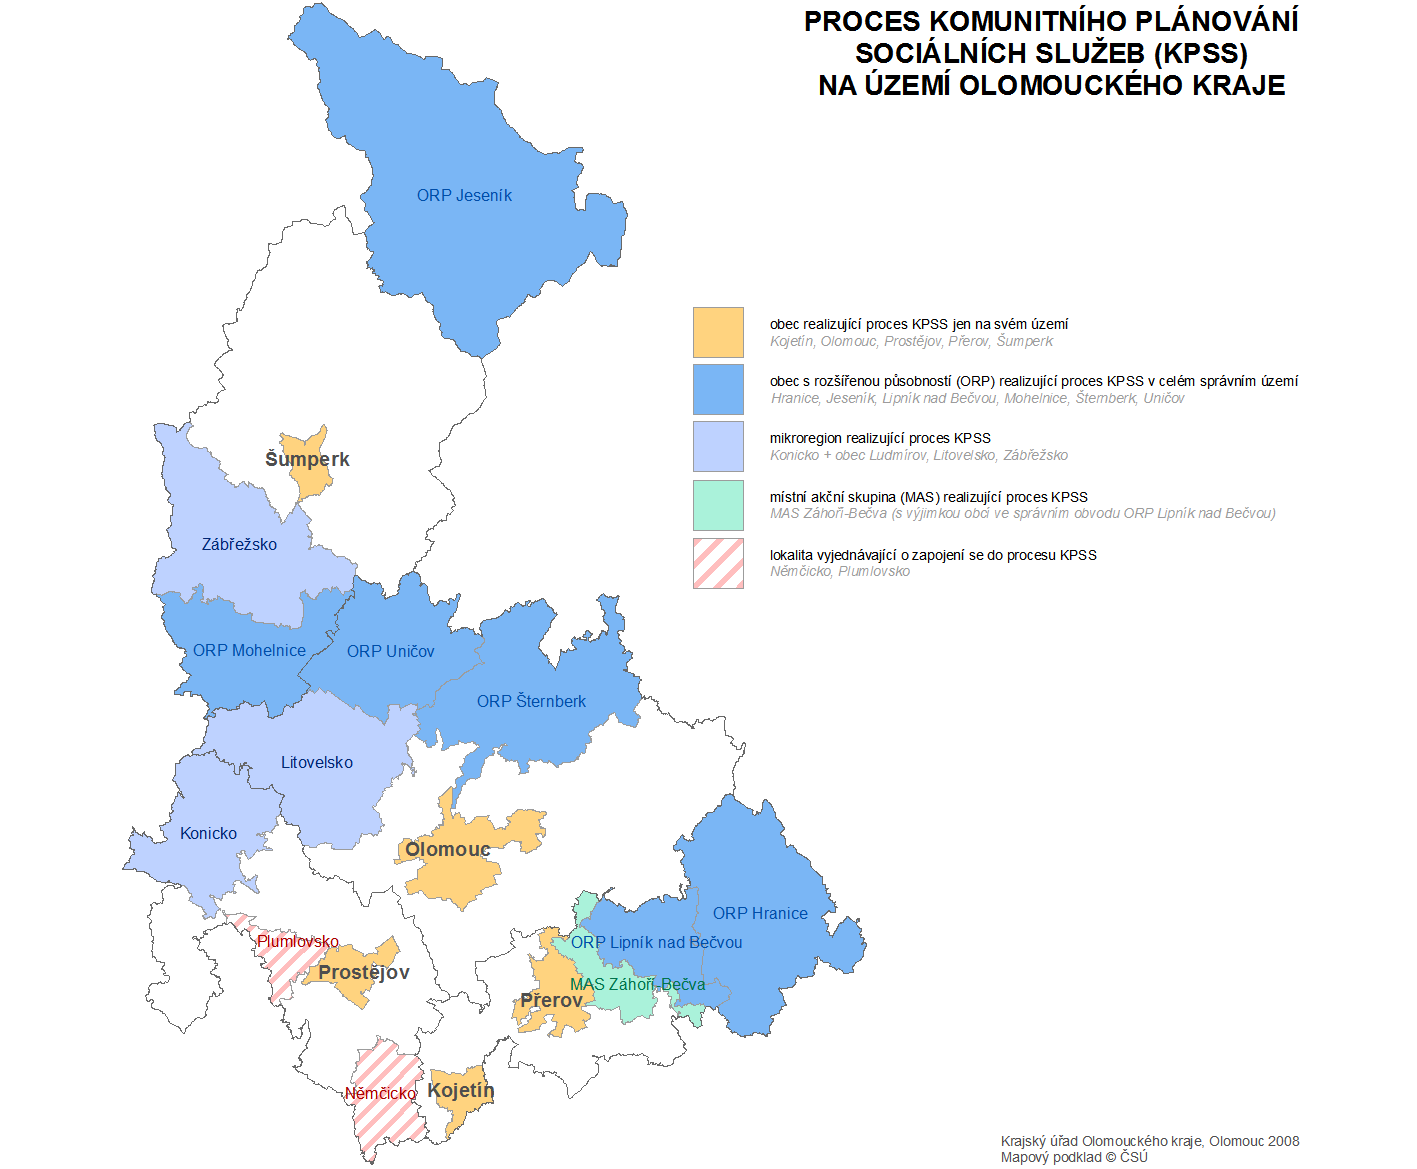 PROCES KOMUNITNÍHO PLÁNOVÁNÍ
SOCIÁLNÍCH SLUŽEB (KPSS)
NA ÚZEMÍ OLOMOUCKÉHO KRAJE
ORP Jeseník
obec realizující proces KPSS jen na svém území
Kojetín, Olomouc, Prostějov, Přerov, Šumperk
obec s rozšířenou působností (ORP) realizující proces KPSS v celém správním území
Hranice, Jeseník, Lipník nad Bečvou, Mohelnice, Šternberk, Uničov
mikroregion realizující proces KPSS
Konicko + obec Ludmírov, Litovelsko, Zábřežsko
místní akční skupina (MAS) realizující proces KPSS
MAS Záhoří-Bečva (s výjimkou obcí ve správním obvodu ORP Lipník nad Bečvou)
lokalita vyjednávající o zapojení se do procesu KPSS
Němčicko, Plumlovsko
Šumperk
Zábřežsko
ORP Mohelnice
ORP Uničov
ORP Šternberk
Litovelsko
Konicko
Olomouc
ORP Hranice
Plumlovsko
ORP Lipník nad Bečvou
Prostějov
MAS Záhoří-Bečva
Přerov
Němčicko
Kojetín
Krajský úřad Olomouckého kraje, Olomouc 2008
Mapový podklad © ČSÚ